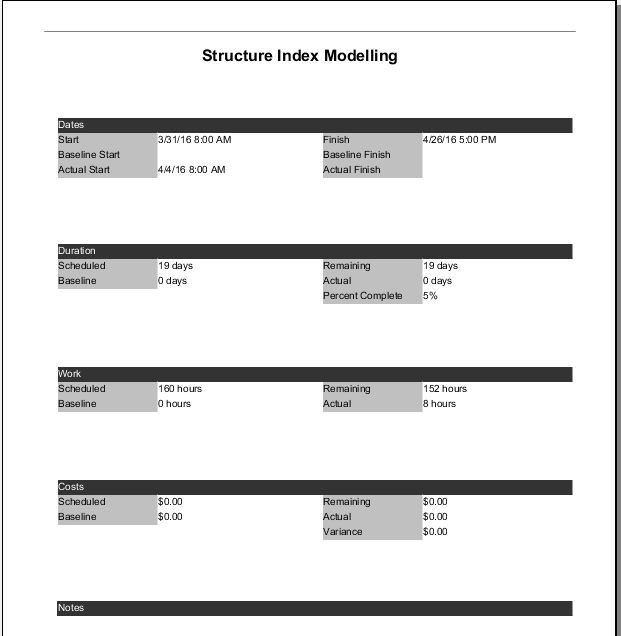 Structure Index Modelling
Dates
Start 3/31/16 8:00 AM Finish 4/26/16 5:00 PM
Baseline Start Baseline Finish
Actual Start 4/4/16 8:00 AM Actual Finish
Duration
Scheduled 19 days Remaining 19 days
Baseline 0 days Actual 0 days
Percent Complete 5%
Work
Scheduled 160 hours Remaining 152 hours
Baseline 0 hours Actual 8 hours
Costs
Scheduled $0.00 Remaining $0.00
Baseline $0.00 Actual $0.00
Variance $0.00
Notes